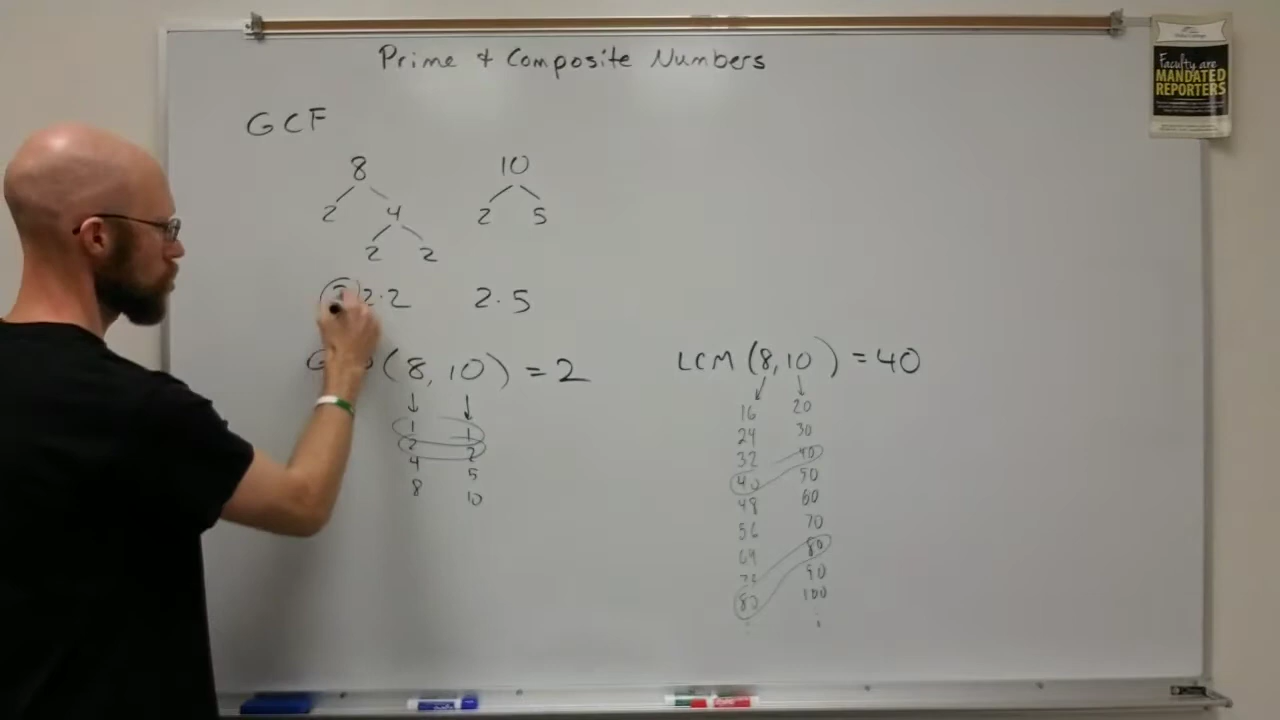 Prime & Composite Numbers
Faculty are
MANDATED
REPORTERS
GCF
8 10
2 4 2 5
2 2
2·2 2·5
(8, 10) = 2
LCM (8, 10) = 40
1 1
2 2
4 5
8 10
16 20
24 30
32 40
40 50
48 60
56 70
64 80
72 90
80 100